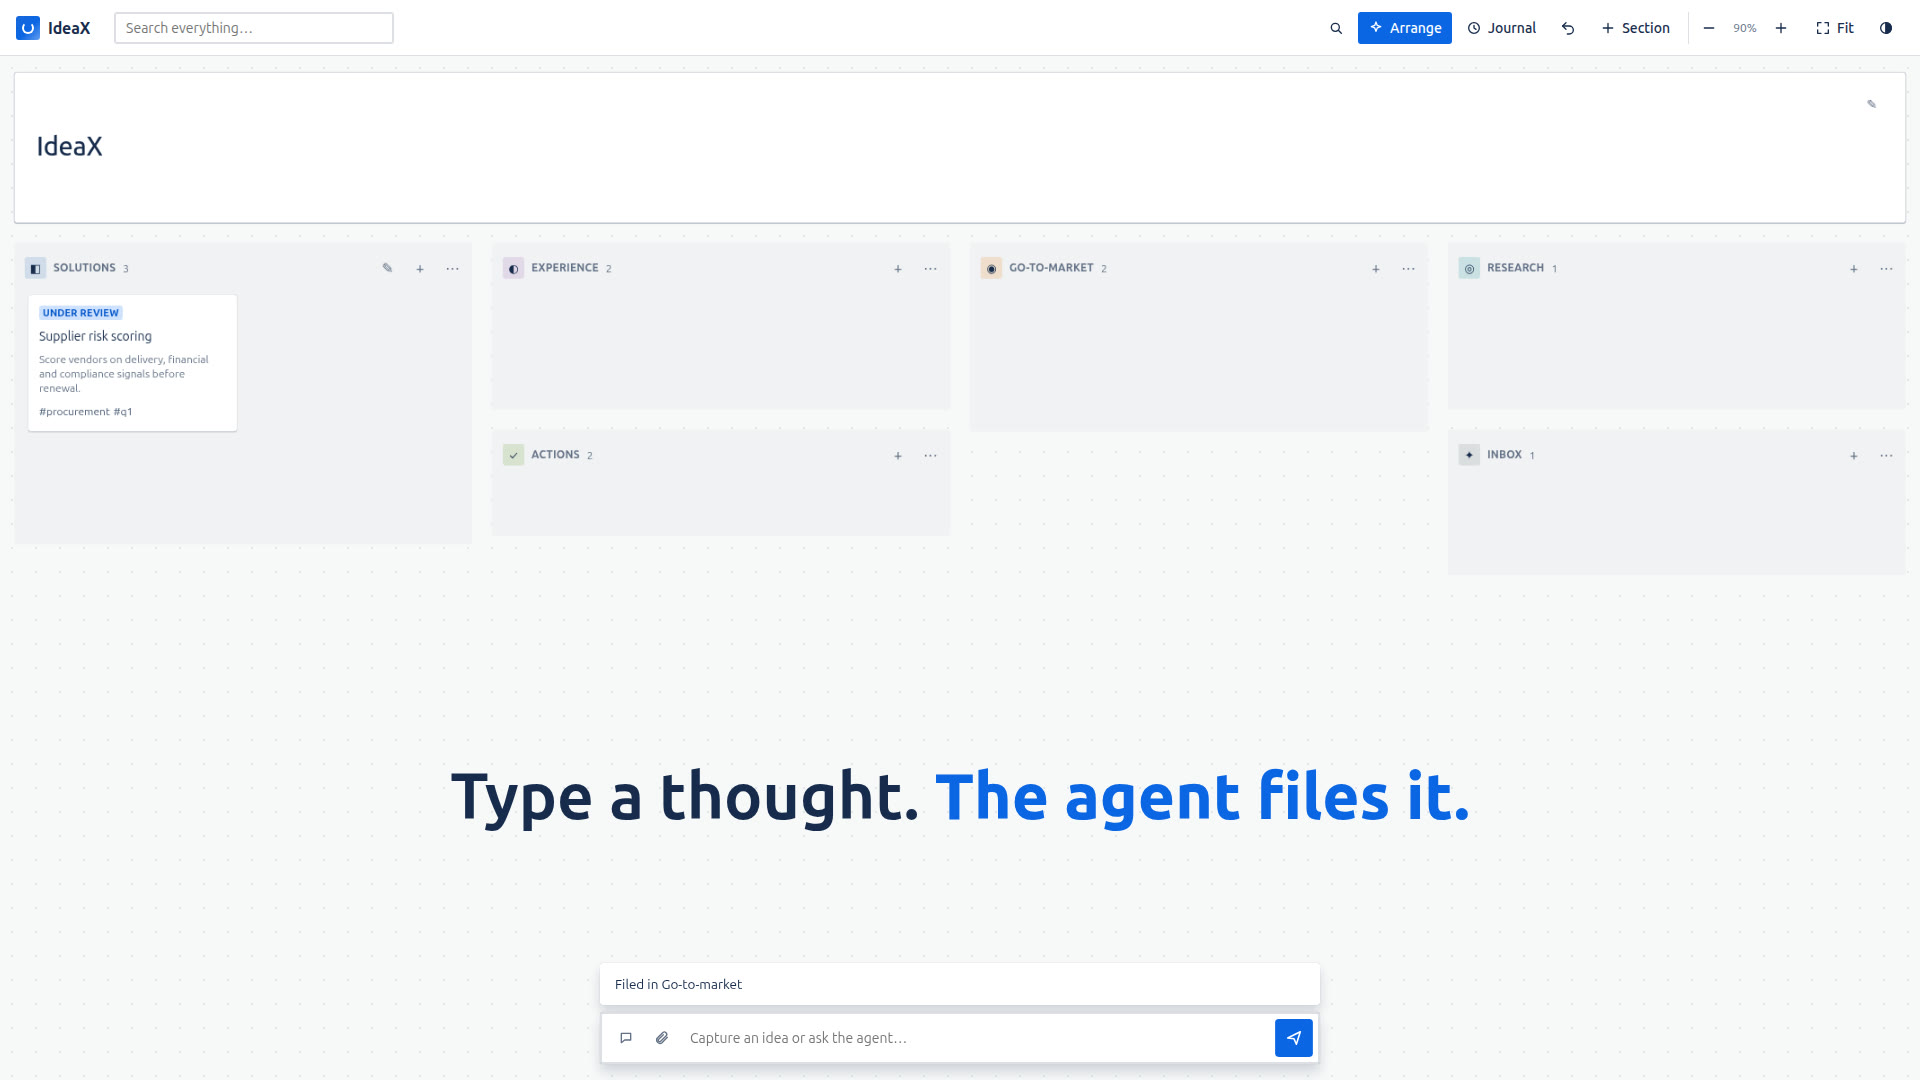 IdeaX
Search everything…
Arrange
Journal
Section
90%
Fit
IdeaX
SOLUTIONS 3
UNDER REVIEW
Supplier risk scoring
Score vendors on delivery, financial
and compliance signals before
renewal.
#procurement #q1
EXPERIENCE 2
GO-TO-MARKET 2
RESEARCH 1
ACTIONS 2
INBOX 1
Type a thought. The agent files it.
Filed in Go-to-market
Capture an idea or ask the agent…